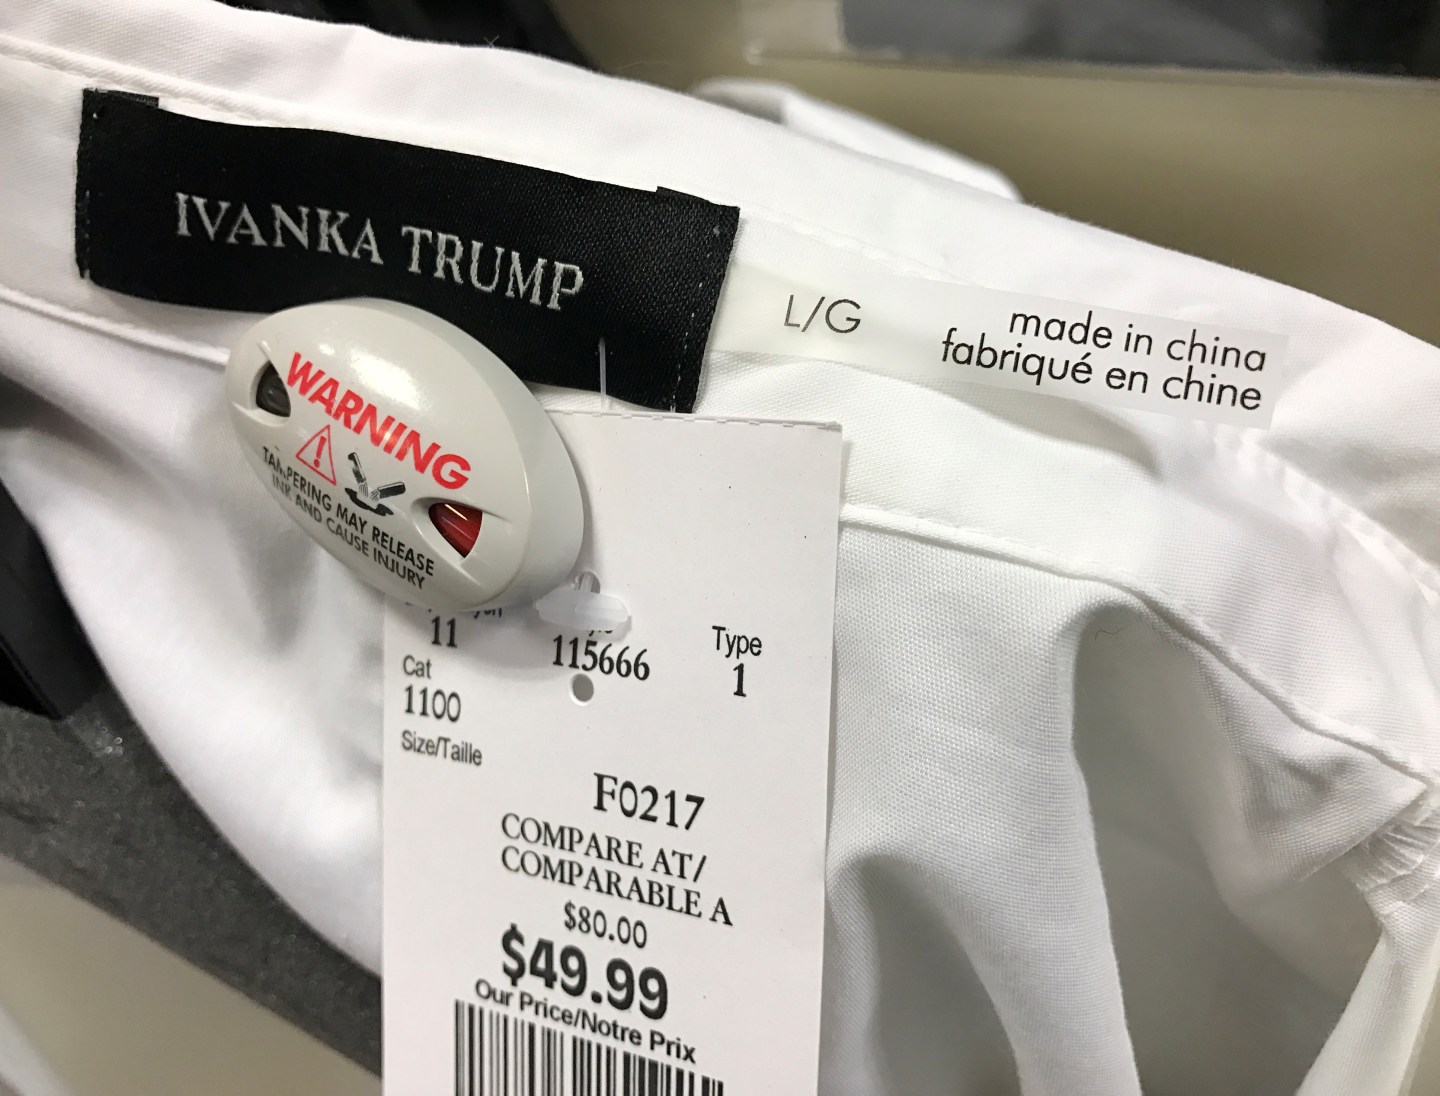 IVANKA TRUMP
L/G
made in china
fabriqué en chine
WARNING
TAMPERING MAY RELEASE
INK AND CAUSE INJURY
11
115666
Type
1
Cat
1100
Size/Taille
F0217
COMPARE AT/
COMPARABLE A
$80.00
$49.99
Our Price/Notre Prix